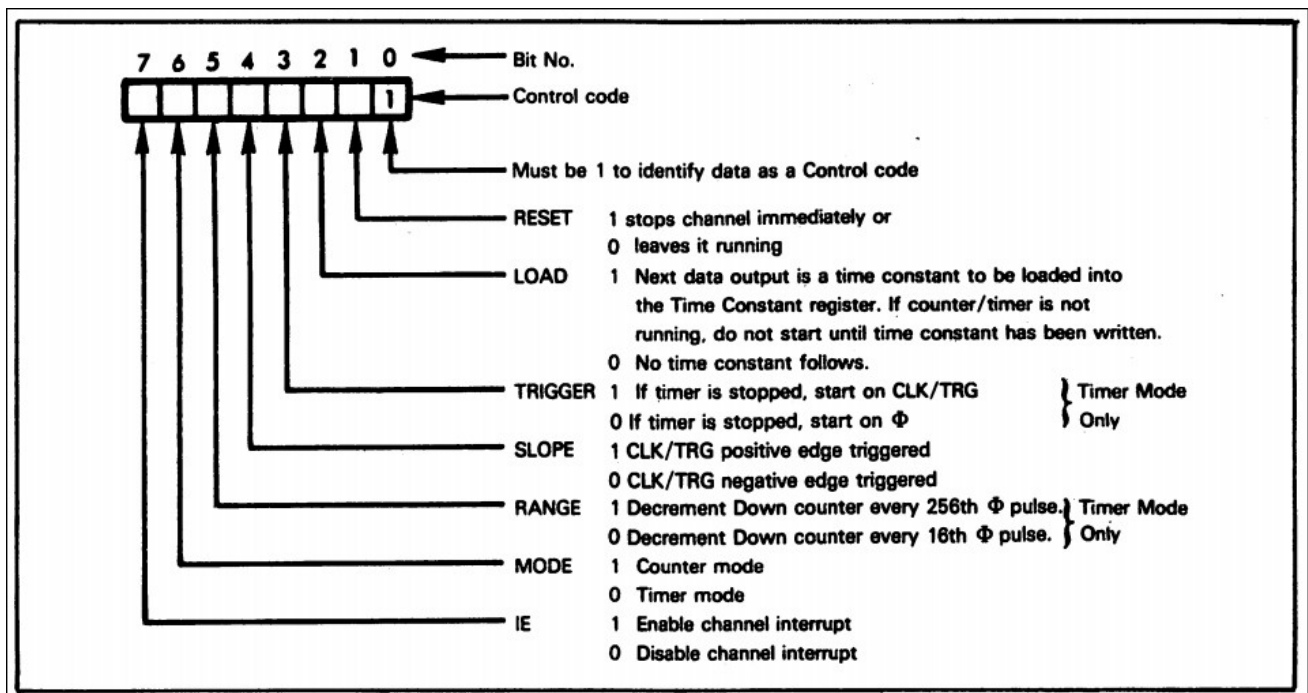 7 6 5 4 3 2 1 0 Bit No.
1 Control code
Must be 1 to identify data as a Control code
RESET 1 stops channel immediately or
0 leaves it running
LOAD 1 Next data output is a time constant to be loaded into
the Time Constant register. If counter/timer is not
running, do not start until time constant has been written.
0 No time constant follows.
TRIGGER 1 If timer is stopped, start on CLK/TRG } Timer Mode
0 If timer is stopped, start on Φ Only
SLOPE 1 CLK/TRG positive edge triggered
0 CLK/TRG negative edge triggered
RANGE 1 Decrement Down counter every 256th Φ pulse. } Timer Mode
0 Decrement Down counter every 16th Φ pulse. Only
MODE 1 Counter mode
0 Timer mode
IE 1 Enable channel interrupt
0 Disable channel interrupt